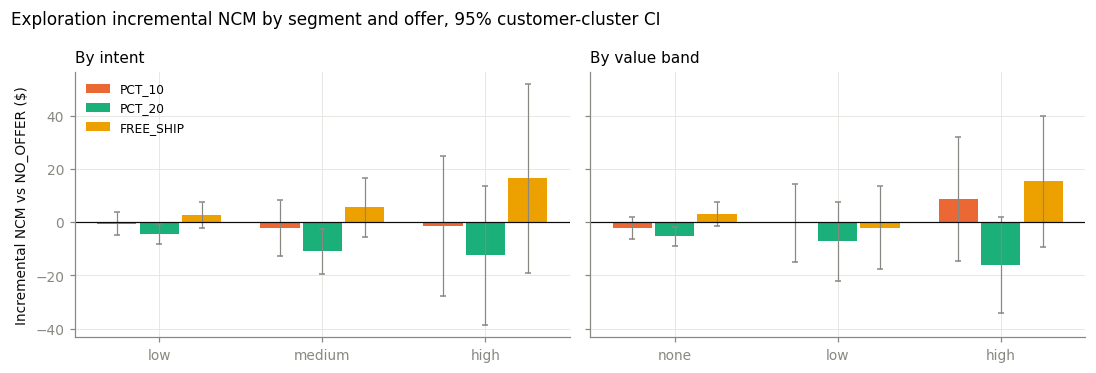 Exploration incremental NCM by segment and offer, 95% customer-cluster CI
By intent
By value band
PCT_10
PCT_20
FREE_SHIP
Incremental NCM vs NO_OFFER ($)
40
20
0
−20
−40
low
medium
high
none
low
high